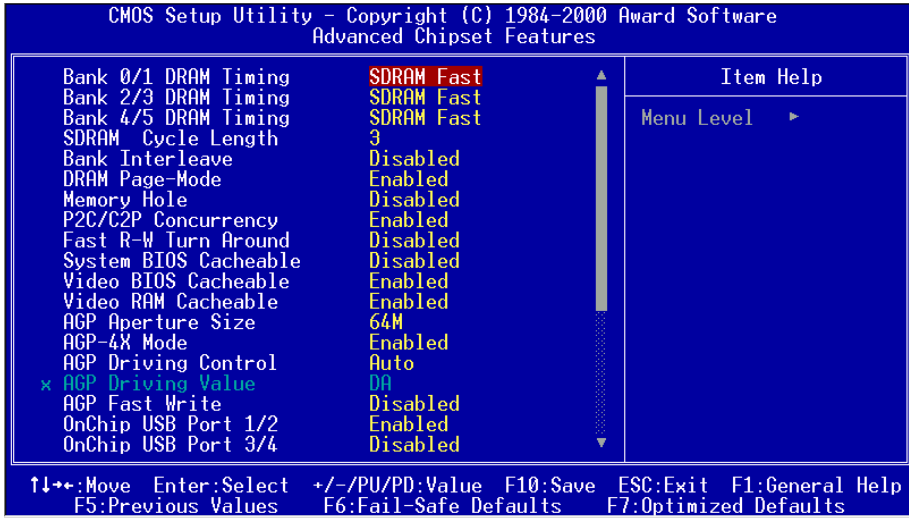 CMOS Setup Utility – Copyright (C) 1984-2000 Award Software
Advanced Chipset Features
Bank 0/1 DRAM Timing SDRAM Fast
Bank 2/3 DRAM Timing SDRAM Fast
Bank 4/5 DRAM Timing SDRAM Fast
SDRAM Cycle Length 3
Bank Interleave Disabled
DRAM Page-Mode Enabled
Memory Hole Disabled
P2C/C2P Concurrency Enabled
Fast R-W Turn Around Disabled
System BIOS Cacheable Disabled
Video BIOS Cacheable Enabled
Video RAM Cacheable Enabled
AGP Aperture Size 64M
AGP-4X Mode Enabled
AGP Driving Control Auto
x AGP Driving Value DA
AGP Fast Write Disabled
OnChip USB Port 1/2 Enabled
OnChip USB Port 3/4 Disabled
Item Help
Menu Level ►
↑↓→←:Move Enter:Select +/-/PU/PD:Value F10:Save ESC:Exit F1:General Help
F5:Previous Values F6:Fail-Safe Defaults F7:Optimized Defaults